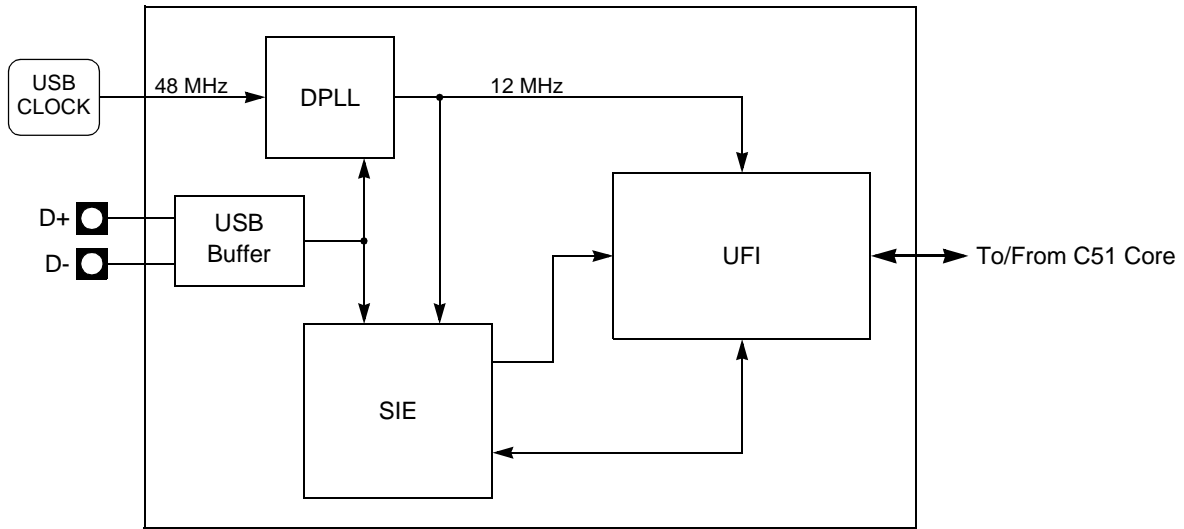 USB
CLOCK
48 MHz
DPLL
12 MHz
D+
D-
USB
Buffer
UFI
To/From C51 Core
SIE